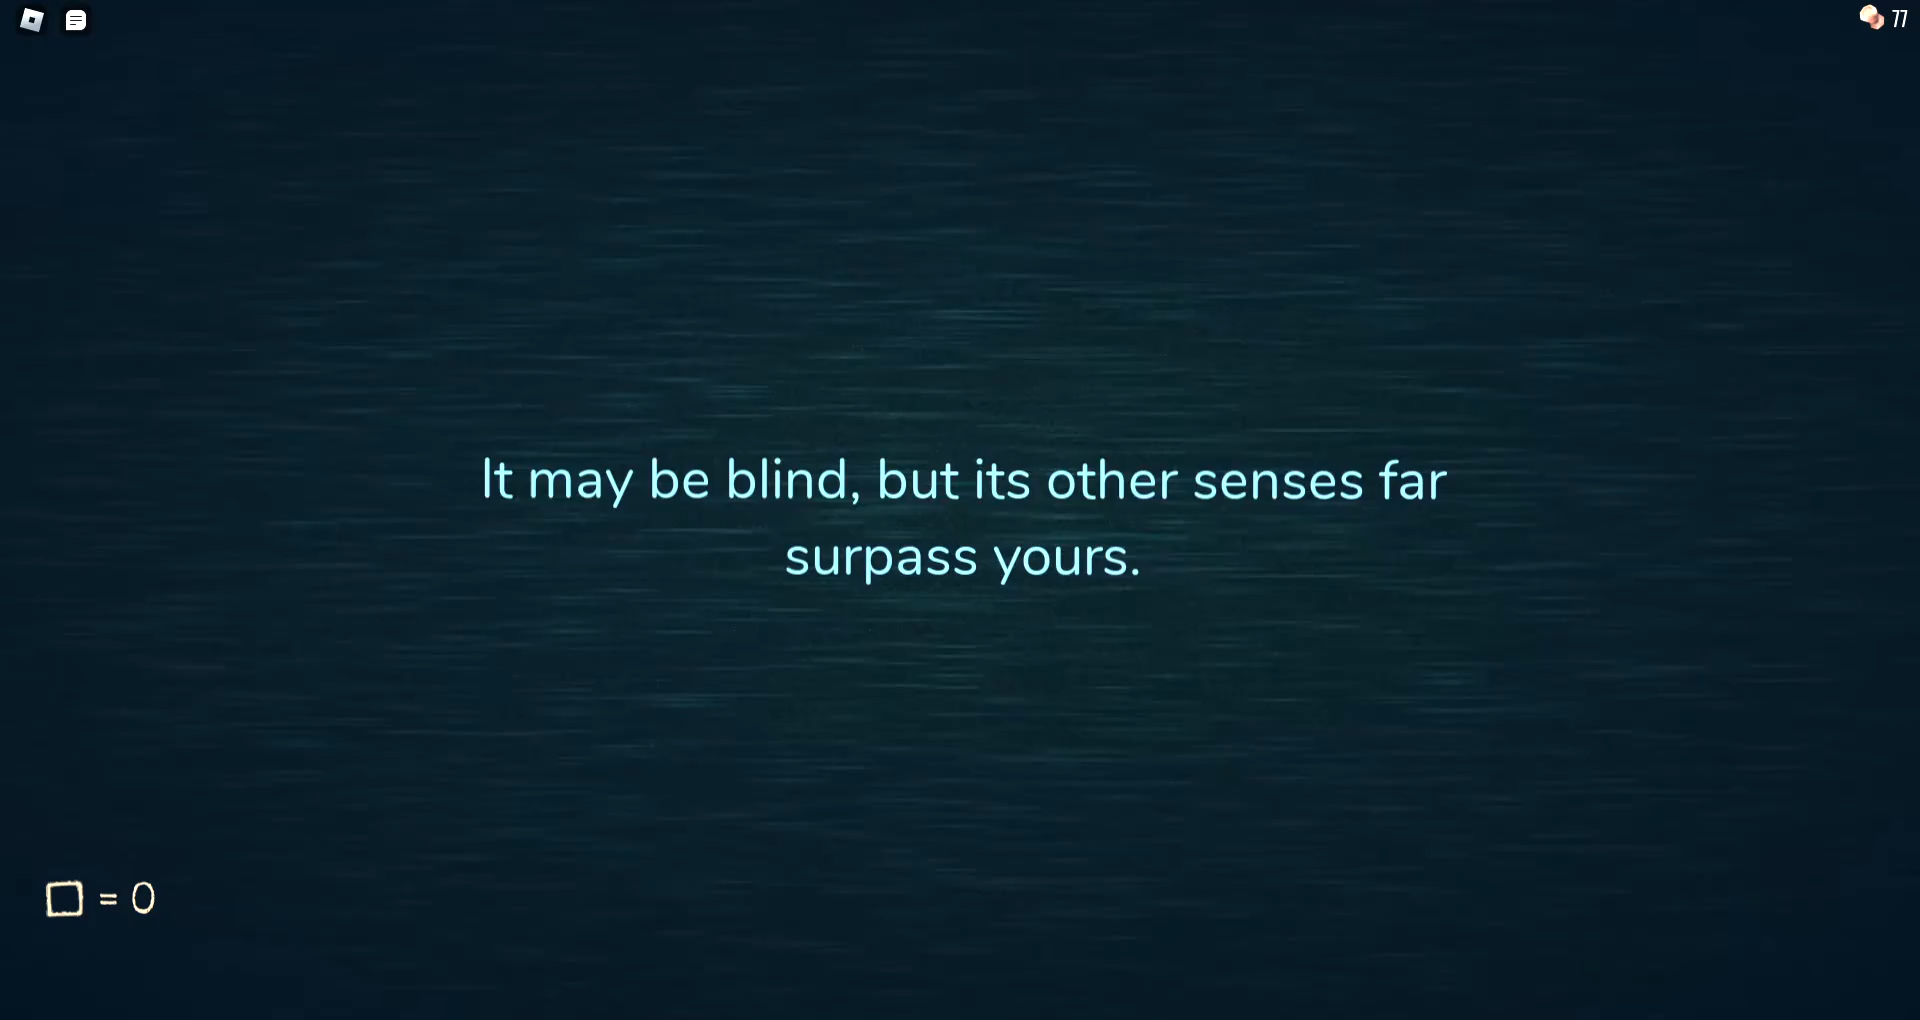 77
It may be blind, but its other senses far
surpass yours.
= 0